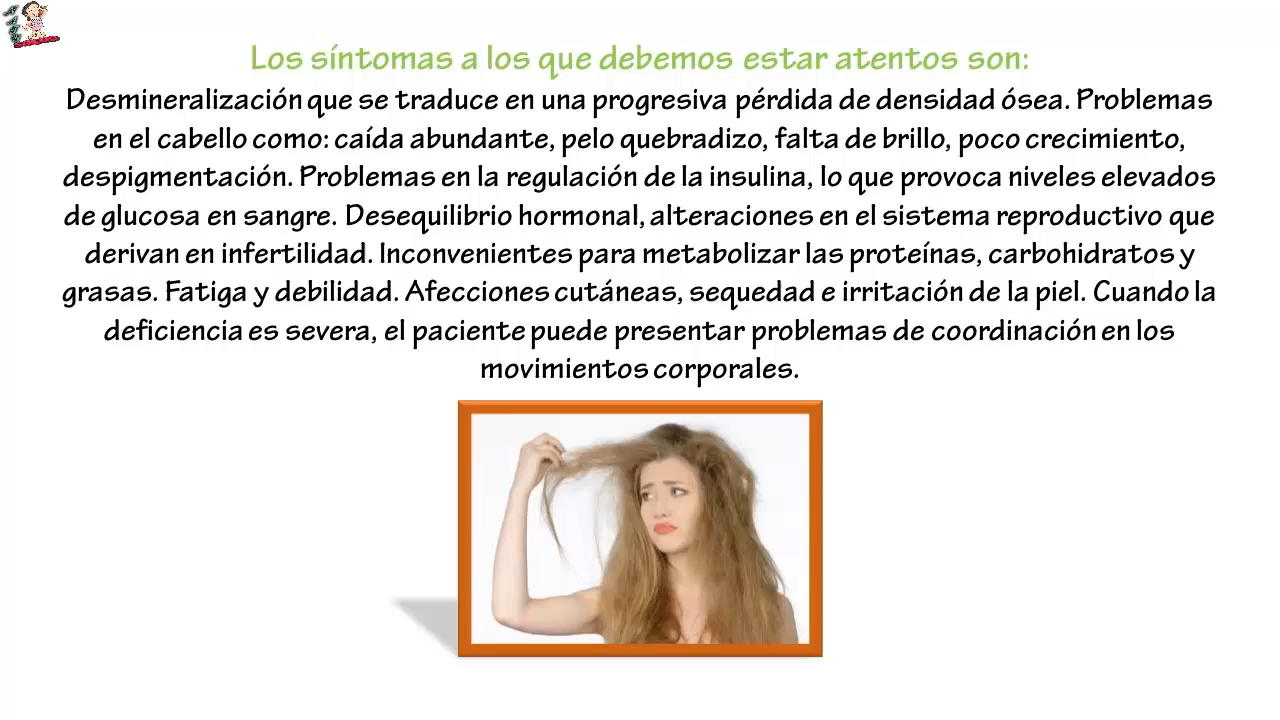 Los síntomas a los que debemos estar atentos son:
Desmineralización que se traduce en una progresiva pérdida de densidad ósea. Problemas
en el cabello como: caída abundante, pelo quebradizo, falta de brillo, poco crecimiento,
despigmentación. Problemas en la regulación de la insulina, lo que provoca niveles elevados
de glucosa en sangre. Desequilibrio hormonal, alteraciones en el sistema reproductivo que
derivan en infertilidad. Inconvenientes para metabolizar las proteínas, carbohidratos y
grasas. Fatiga y debilidad. Afecciones cutáneas, sequedad e irritación de la piel. Cuando la
deficiencia es severa, el paciente puede presentar problemas de coordinación en los
movimientos corporales.